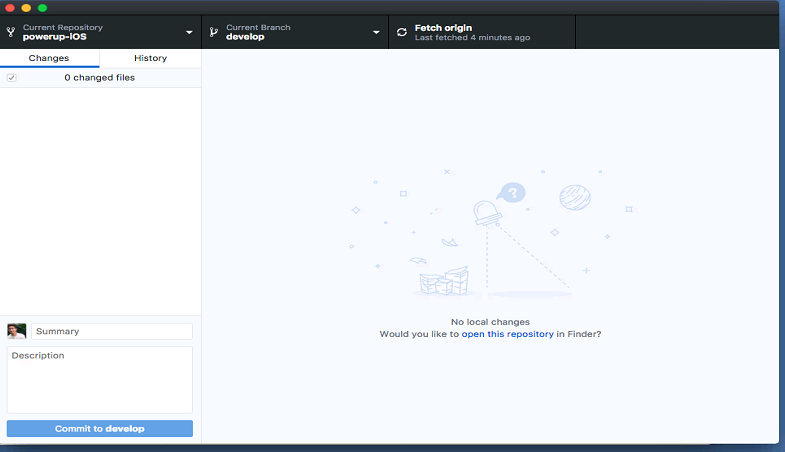 Current Repository
powerup-iOS
Current Branch
develop
Fetch origin
Last fetched 4 minutes ago
Changes
History
0 changed files
?
No local changes
Would you like to open this repository in Finder?
Summary
Description
Commit to develop